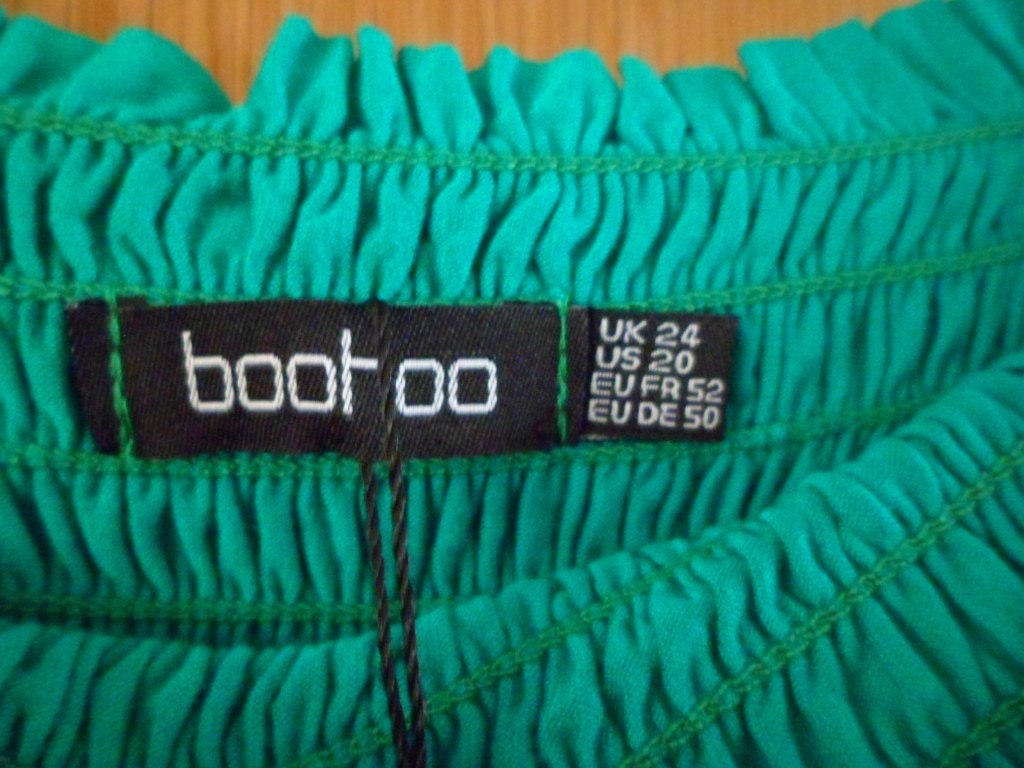 boohoo
UK 24
US 20
EU FR 52
EU DE 50